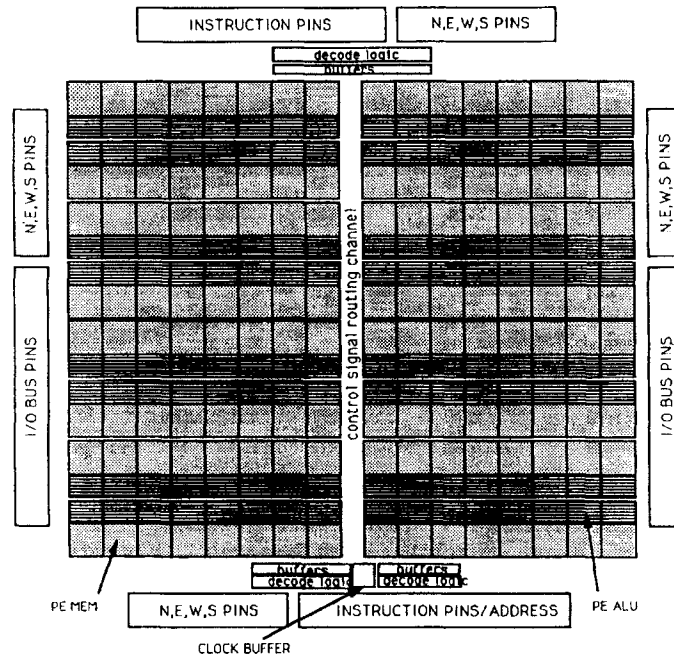 INSTRUCTION PINS
N,E,W,S PINS
decode logic
buffers
N,E,W,S PINS
N,E,W,S PINS
control signal routing channel
I/O BUS PINS
I/O BUS PINS
buffers
buffers
decode logic
decode logic
PE MEM
N,E,W,S PINS
INSTRUCTION PINS/ADDRESS
PE ALU
CLOCK BUFFER